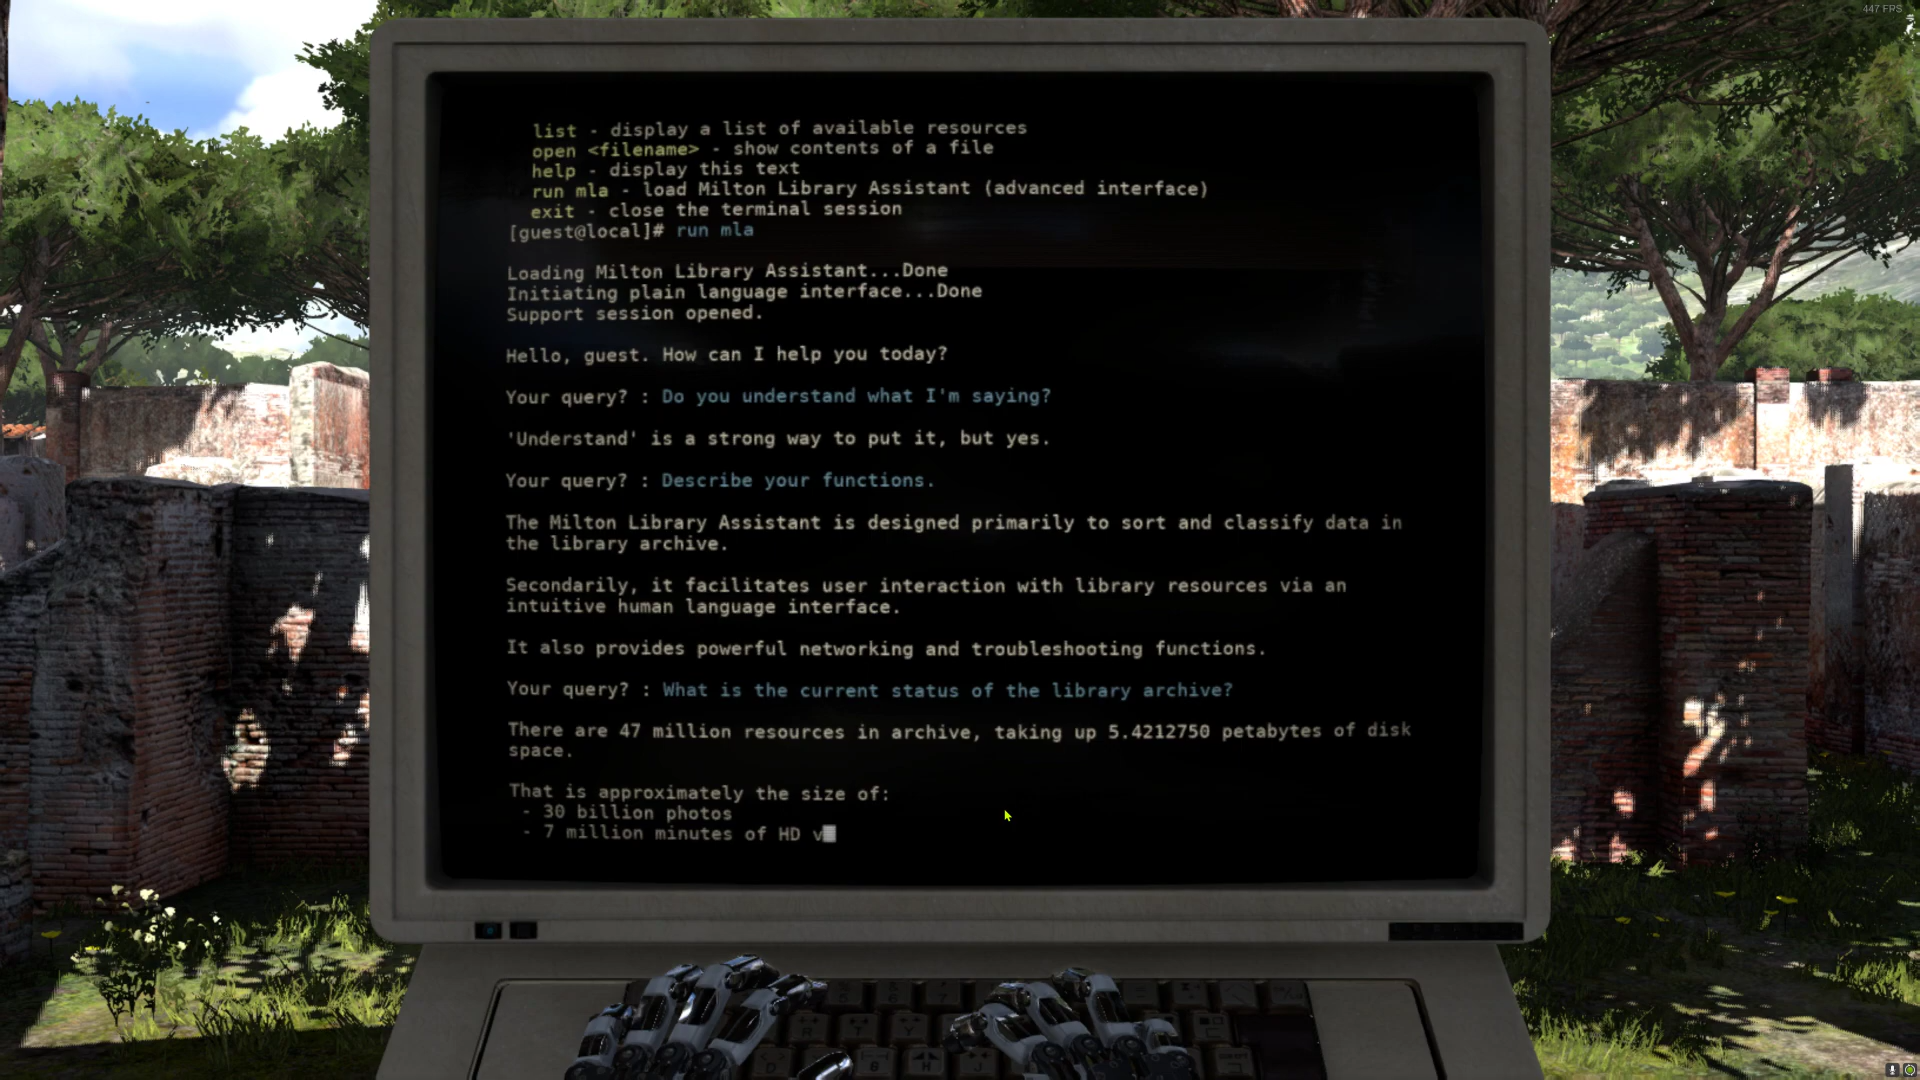 447 FPS
list - display a list of available resources
open <filename> - show contents of a file
help - display this text
run mla - load Milton Library Assistant (advanced interface)
exit - close the terminal session
[guest@local]# run mla
Loading Milton Library Assistant...Done
Initiating plain language interface...Done
Support session opened.
Hello, guest. How can I help you today?
Your query? : Do you understand what I'm saying?
'Understand' is a strong way to put it, but yes.
Your query? : Describe your functions.
The Milton Library Assistant is designed primarily to sort and classify data in
the library archive.
Secondarily, it facilitates user interaction with library resources via an
intuitive human language interface.
It also provides powerful networking and troubleshooting functions.
Your query? : What is the current status of the library archive?
There are 47 million resources in archive, taking up 5.4212750 petabytes of disk
space.
That is approximately the size of:
- 30 billion photos
- 7 million minutes of HD v